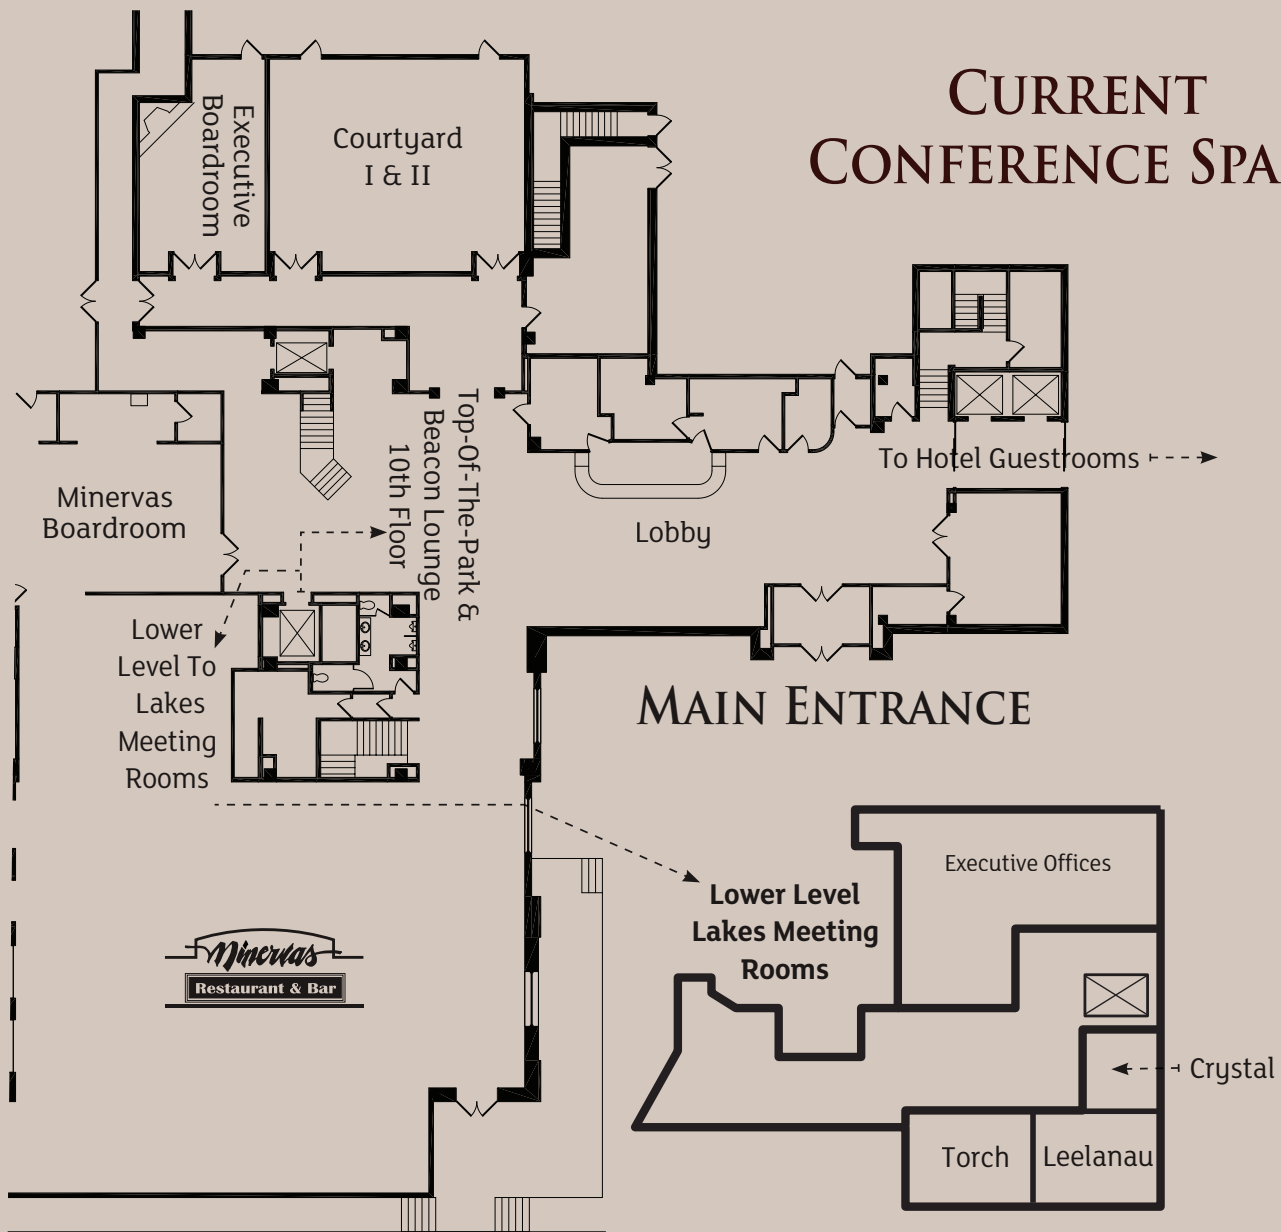 CURRENT
CONFERENCE SPA
Executive
Boardroom
Courtyard
I & II
Top-Of-The-Park &
Beacon Lounge
10th Floor
To Hotel Guestrooms
Minervas
Boardroom
Lobby
Lower
Level To
Lakes
Meeting
Rooms
MAIN ENTRANCE
Executive Offices
Lower Level
Lakes Meeting
Rooms
Minervas
Restaurant & Bar
Crystal
Torch
Leelanau